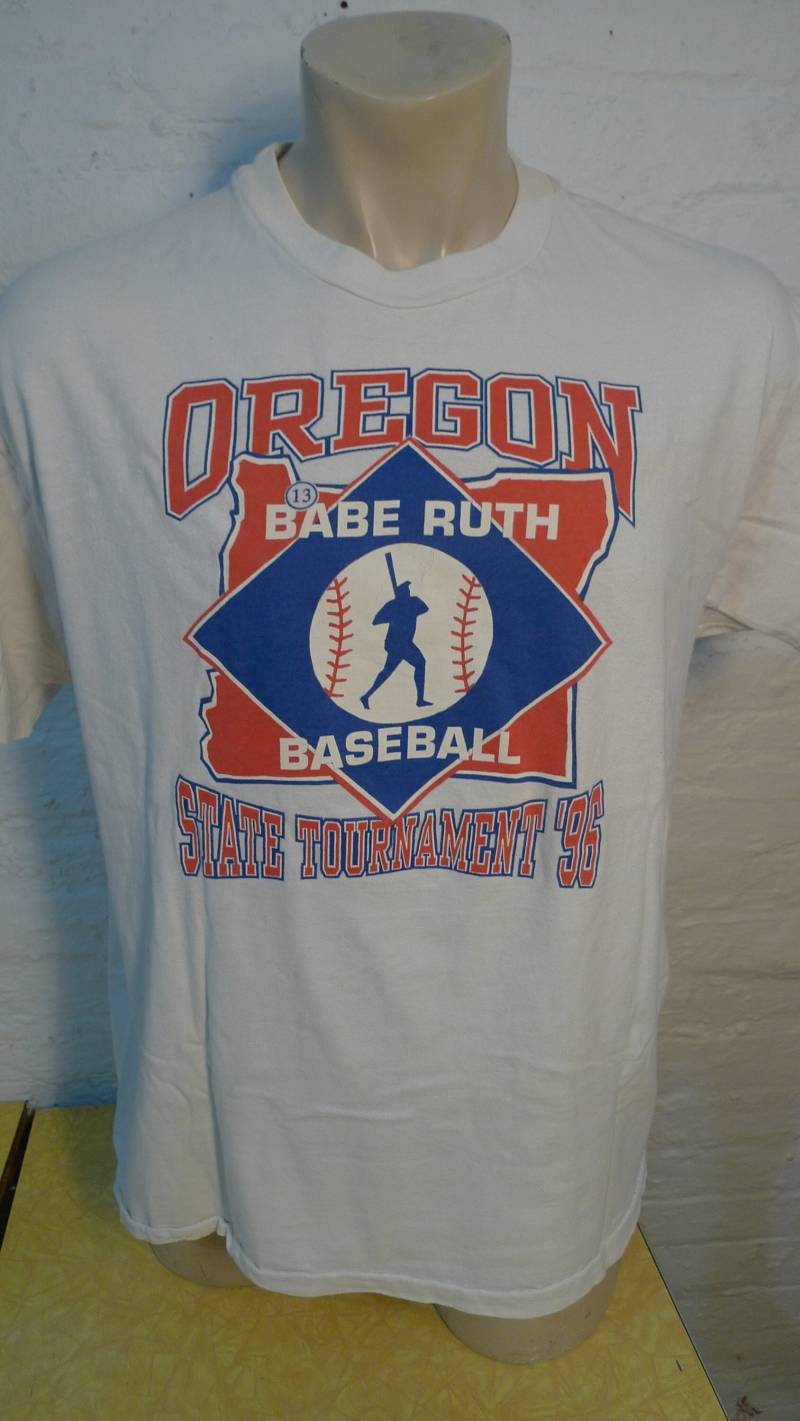 OREGON
13
BABE RUTH
BASEBALL
STATE TOURNAMENT '96